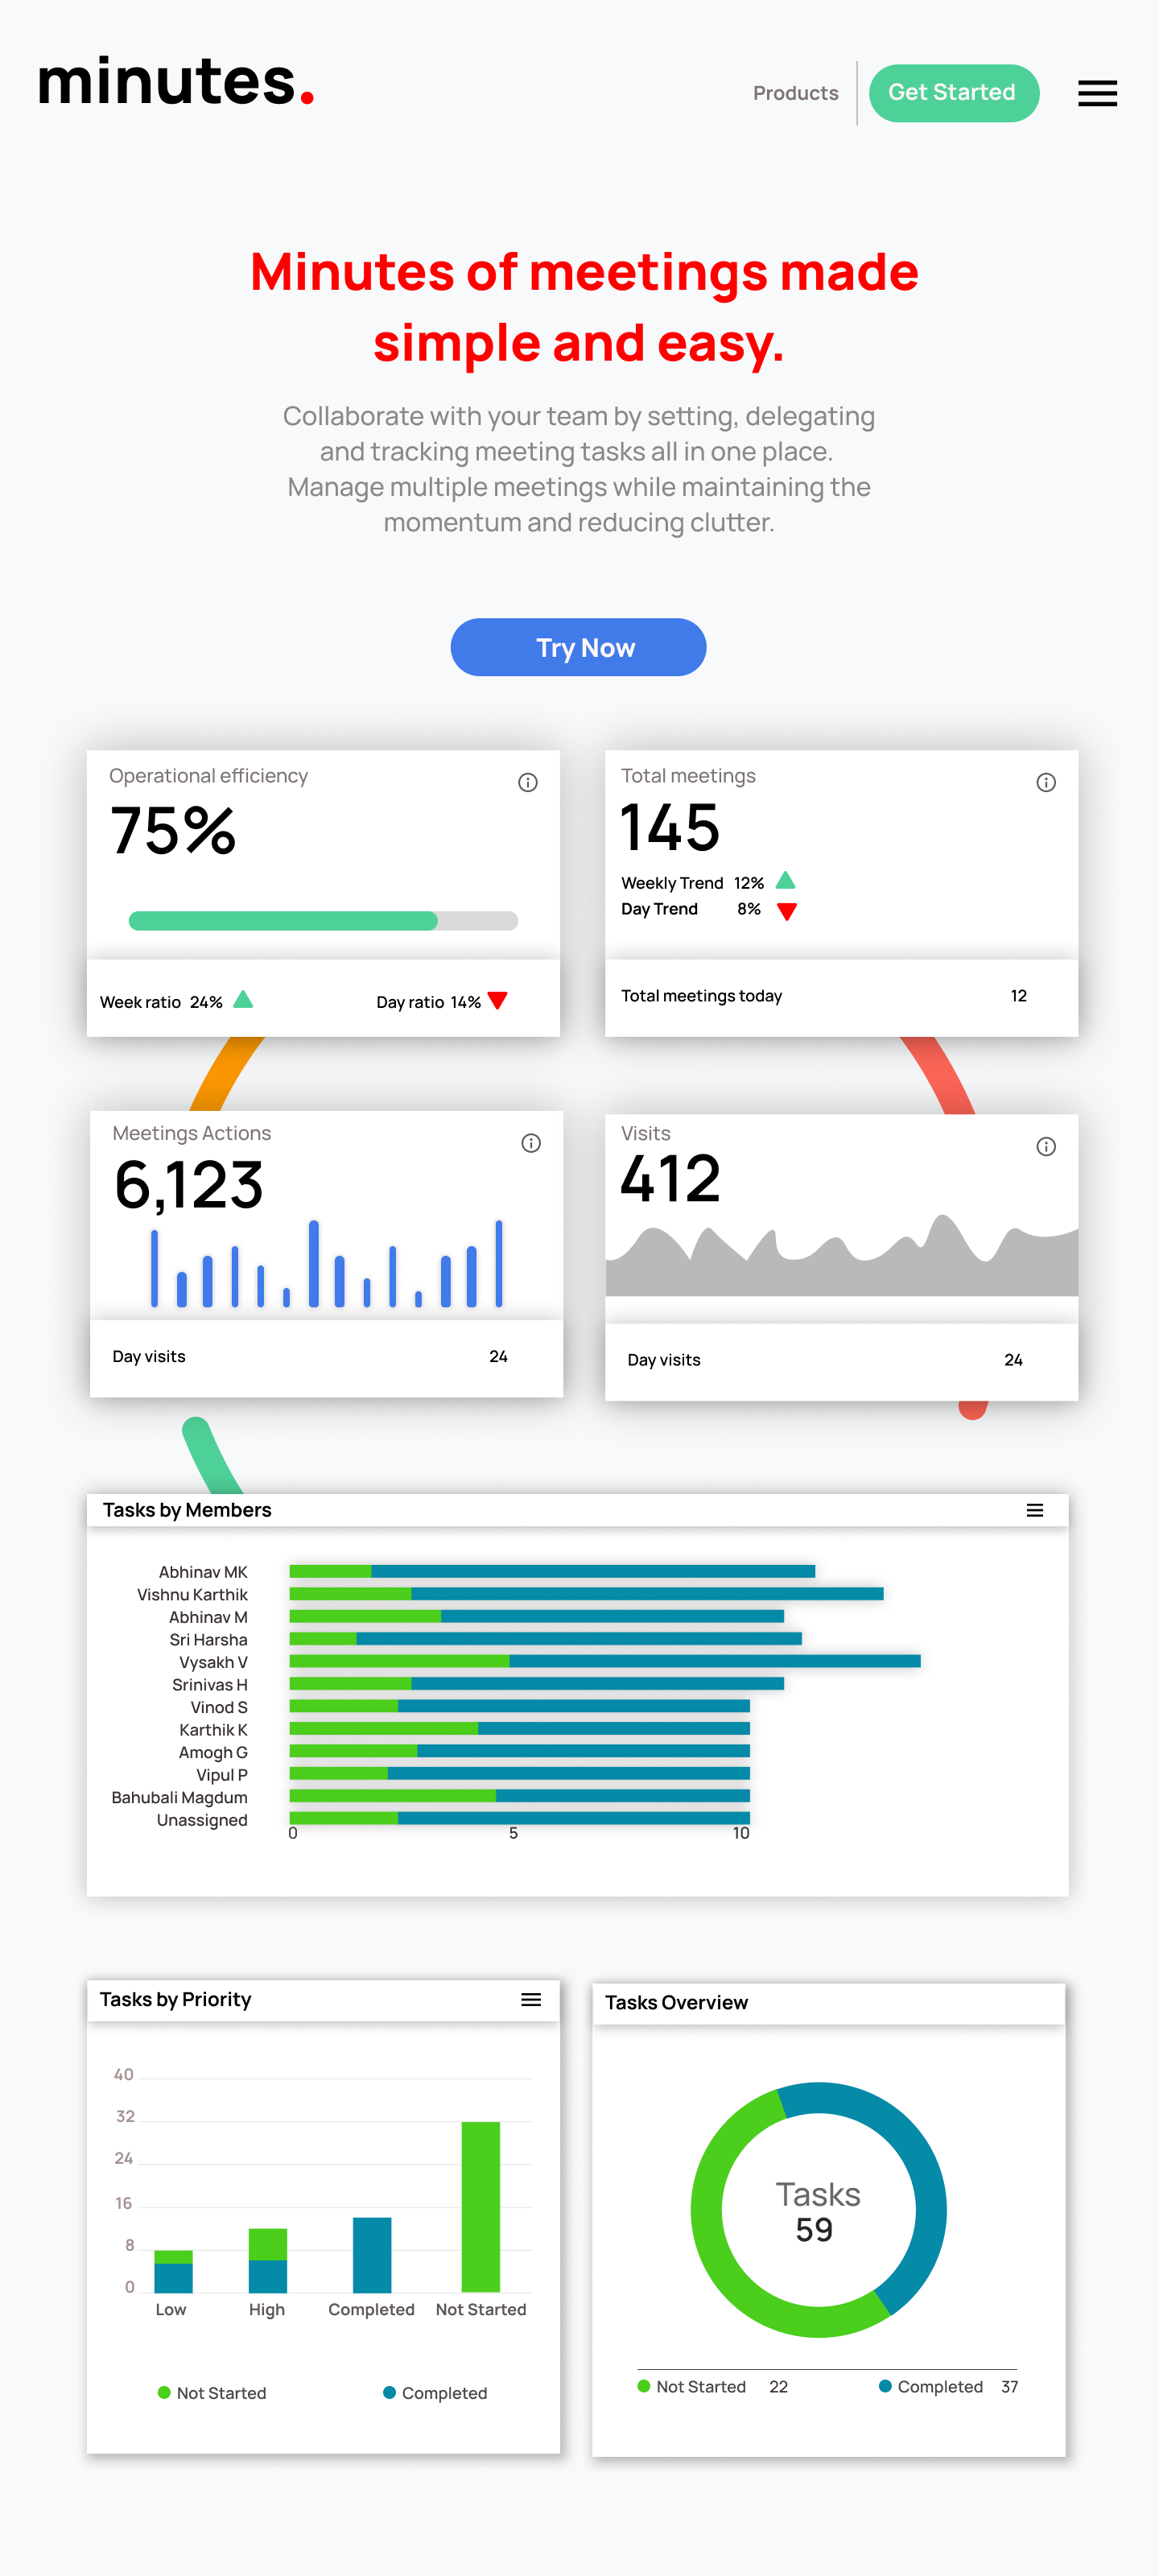 minutes.
Products
Get Started
Minutes of meetings made
simple and easy.
Collaborate with your team by setting, delegating
and tracking meeting tasks all in one place.
Manage multiple meetings while maintaining the
momentum and reducing clutter.
Try Now
Operational efficiency
75%
Week ratio 24%
Day ratio 14%
Total meetings
145
Weekly Trend 12%
Day Trend 8%
Total meetings today 12
Meetings Actions
6,123
Day visits 24
Visits
412
Day visits 24
Tasks by Members
Abhinav MK
Vishnu Karthik
Abhinav M
Sri Harsha
Vysakh V
Srinivas H
Vinod S
Karthik K
Amogh G
Vipul P
Bahubali Magdum
Unassigned
0 5 10
Tasks by Priority
40
32
24
16
8
0
Low High Completed Not Started
Not Started Completed
Tasks Overview
Tasks
59
Not Started 22 Completed 37